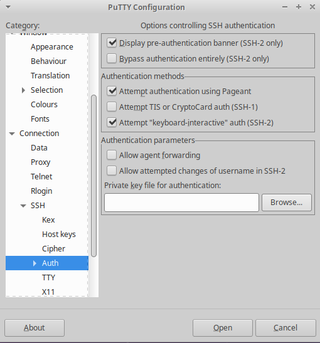 PuTTY Configuration
Category:
Window
Appearance
Behaviour
Translation
Selection
Colours
Fonts
Connection
Data
Proxy
Telnet
Rlogin
SSH
Kex
Host keys
Cipher
Auth
TTY
X11
Options controlling SSH authentication
Display pre-authentication banner (SSH-2 only)
Bypass authentication entirely (SSH-2 only)
Authentication methods
Attempt authentication using Pageant
Attempt TIS or CryptoCard auth (SSH-1)
Attempt "keyboard-interactive" auth (SSH-2)
Authentication parameters
Allow agent forwarding
Allow attempted changes of username in SSH-2
Private key file for authentication:
Browse...
About
Open
Cancel